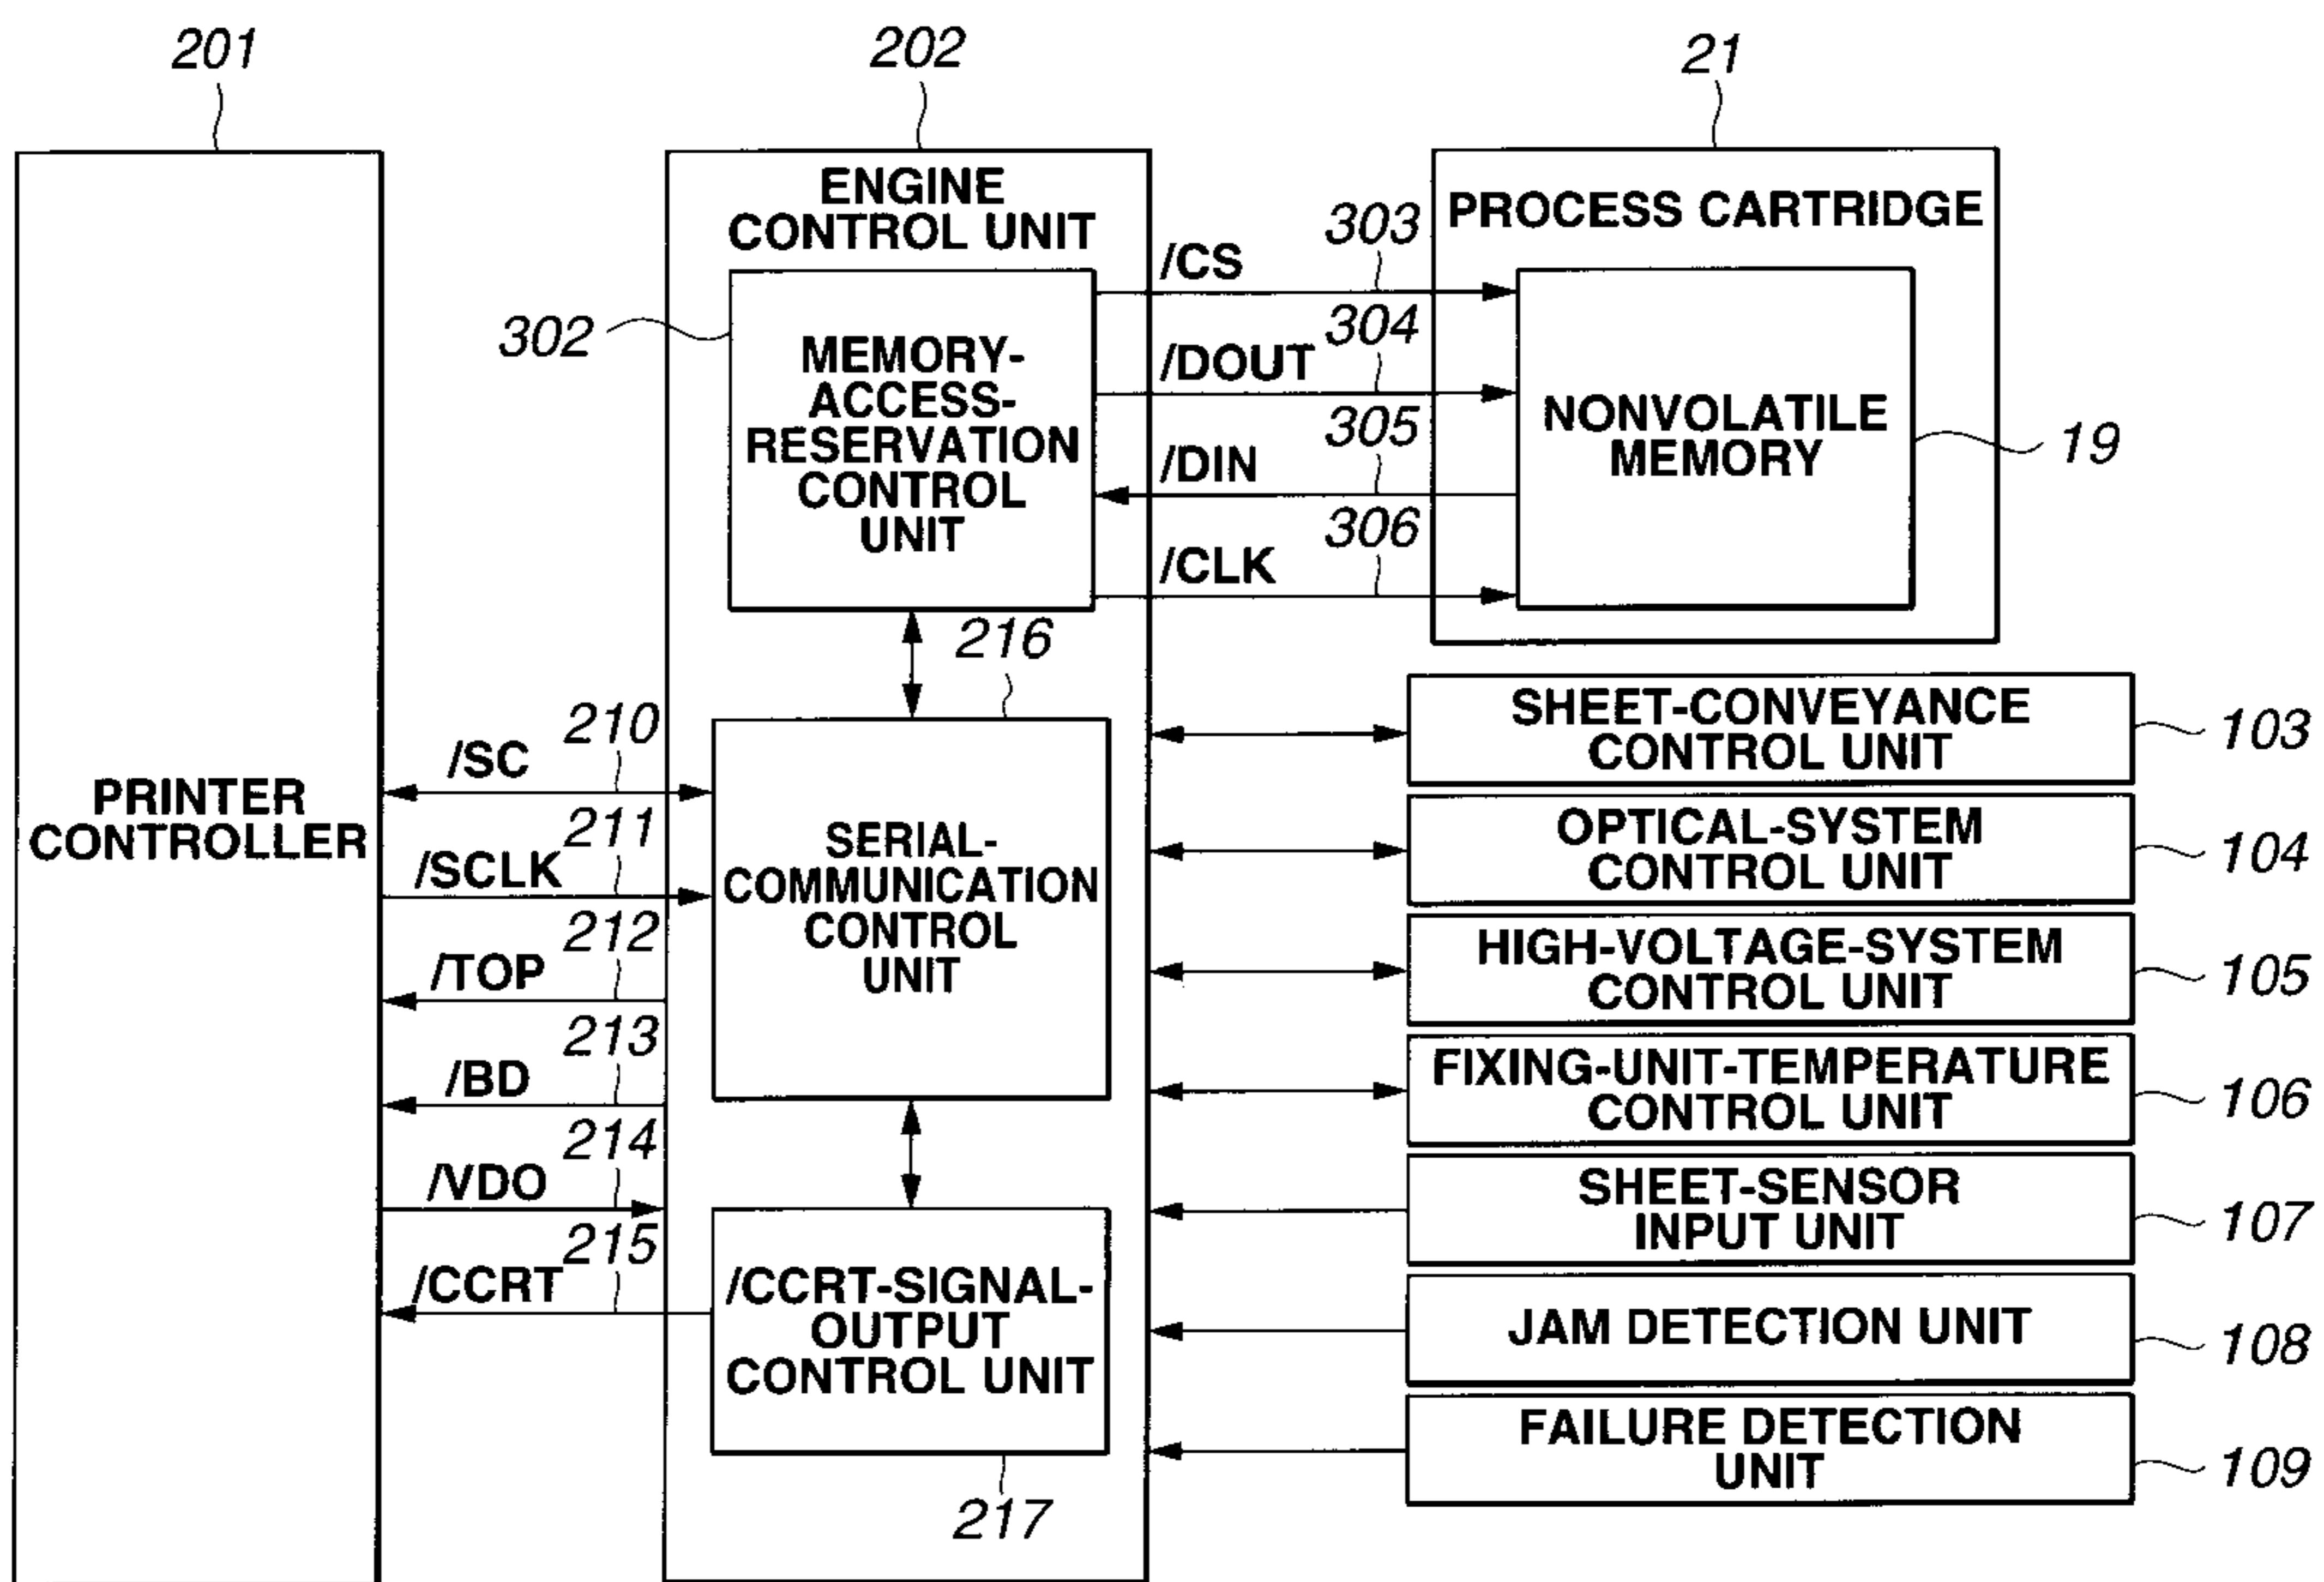 201
202
21
ENGINE
CONTROL UNIT
PROCESS CARTRIDGE
302
MEMORY-
ACCESS-
RESERVATION
CONTROL
UNIT
/CS
303
/DOUT
304
/DIN
305
/CLK
306
NONVOLATILE
MEMORY
19
216
PRINTER
CONTROLLER
/SC
210
/SCLK
211
/TOP
212
/BD
213
/VDO
214
/CCRT
215
SERIAL-
COMMUNICATION
CONTROL
UNIT
/CCRT-SIGNAL-
OUTPUT
CONTROL UNIT
217
SHEET-CONVEYANCE
CONTROL UNIT
103
OPTICAL-SYSTEM
CONTROL UNIT
104
HIGH-VOLTAGE-SYSTEM
CONTROL UNIT
105
FIXING-UNIT-TEMPERATURE
CONTROL UNIT
106
SHEET-SENSOR
INPUT UNIT
107
JAM DETECTION UNIT
108
FAILURE DETECTION
UNIT
109